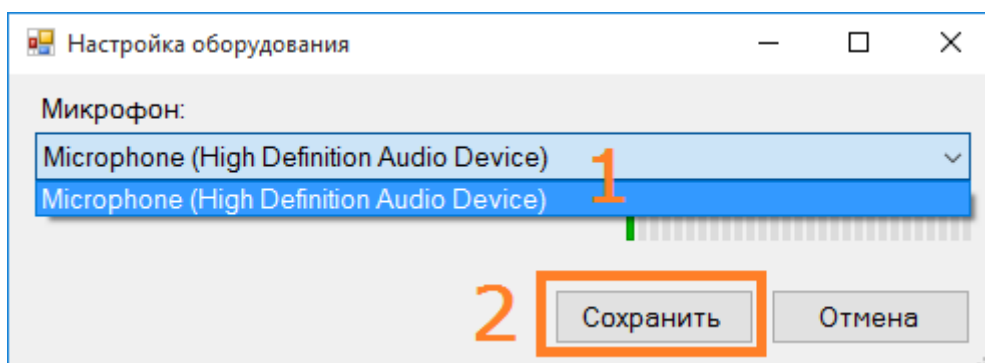 Настройка оборудования
Микрофон:
Microphone (High Definition Audio Device)
1
Microphone (High Definition Audio Device)
2
Сохранить
Отмена